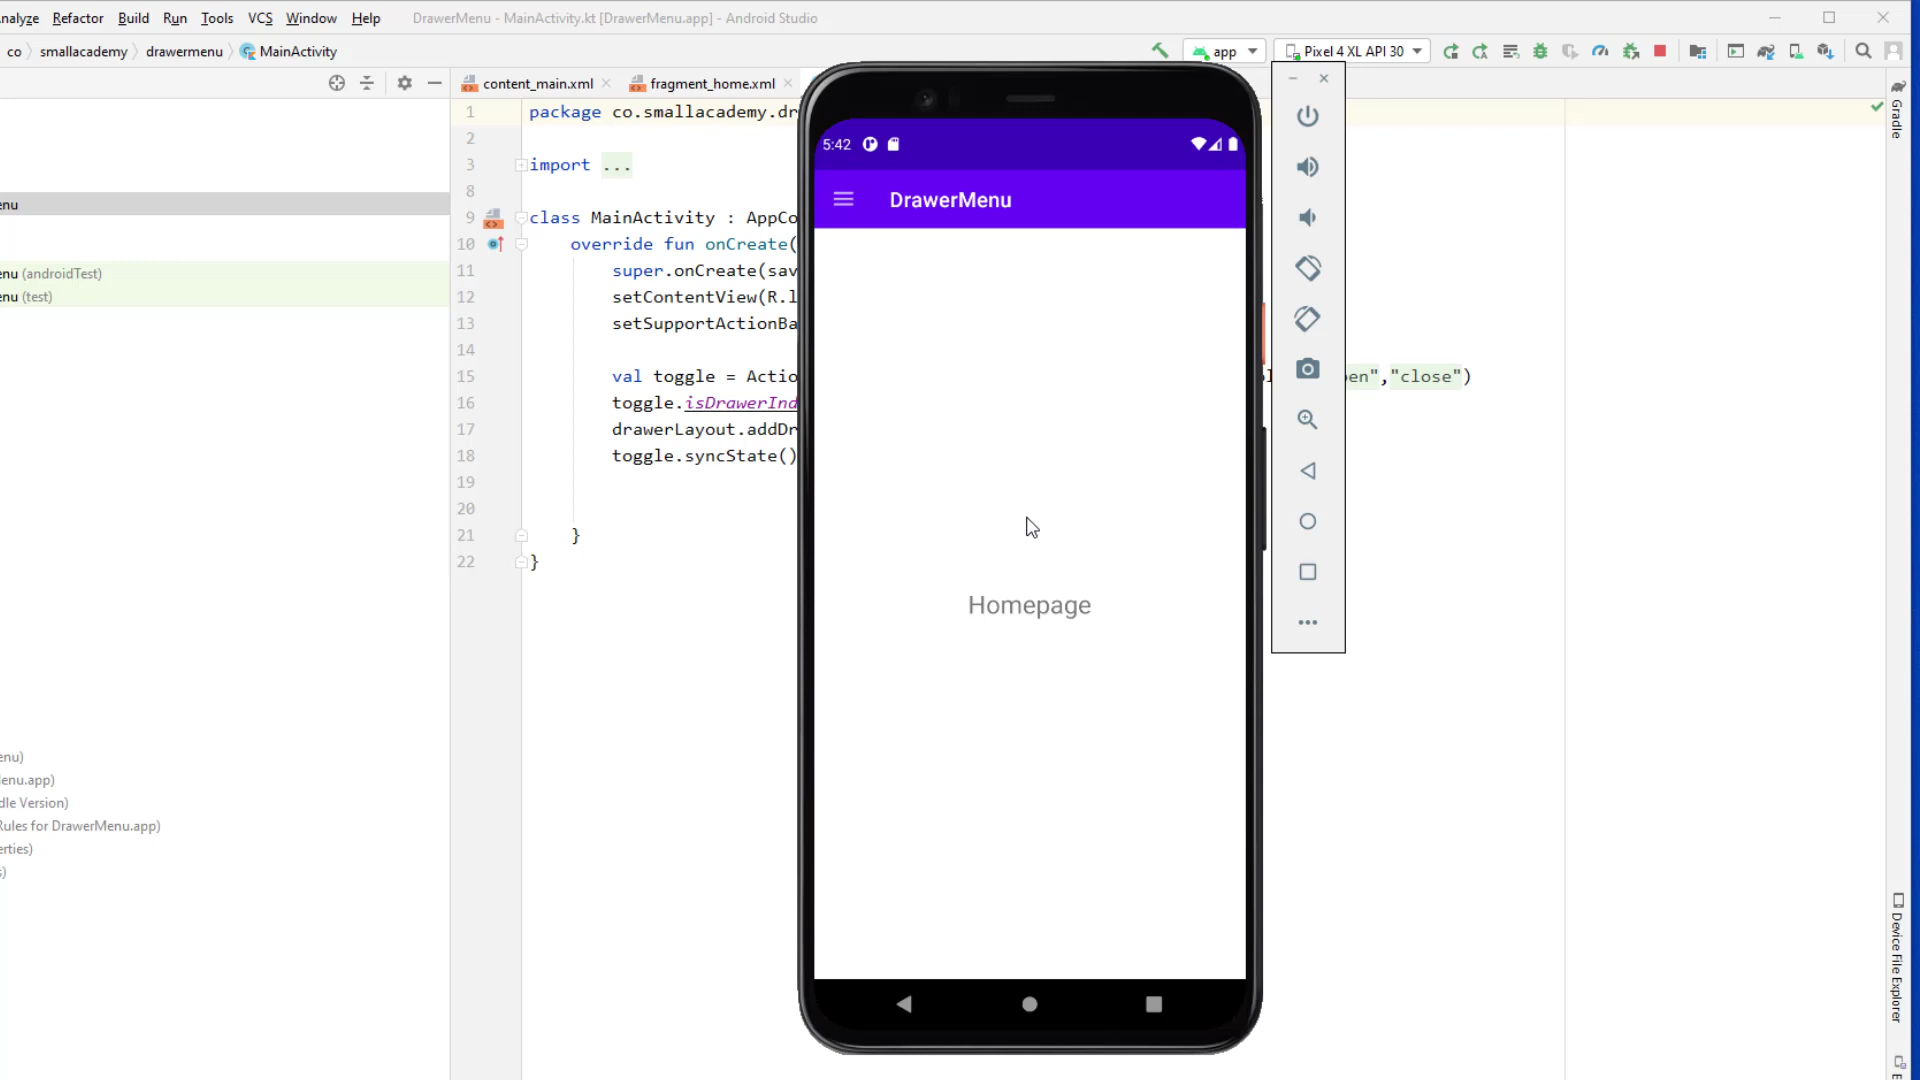 nalyze Refactor Build Run Tools VCS Window Help DrawerMenu - MainActivity.kt [DrawerMenu.app] - Android Studio
co smallacademy drawermenu MainActivity app Pixel 4 XL API 30
content_main.xml fragment_home.xml
1 package co.smallacademy.dr
2
3 import ...
8
9 class MainActivity : AppCo
10 override fun onCreate(
11 super.onCreate(sav
12 setContentView(R.l
13 setSupportActionBa
14
15 val toggle = Actio en","close")
16 toggle.isDrawerInd
17 drawerLayout.addDr
18 toggle.syncState()
19
20
21 }
22 }
enu
enu (androidTest)
enu (test)
enu)
enu.app)
dle Version)
Rules for DrawerMenu.app)
erties)
s)
5:42
DrawerMenu
Homepage
Gradle
Device File Explorer